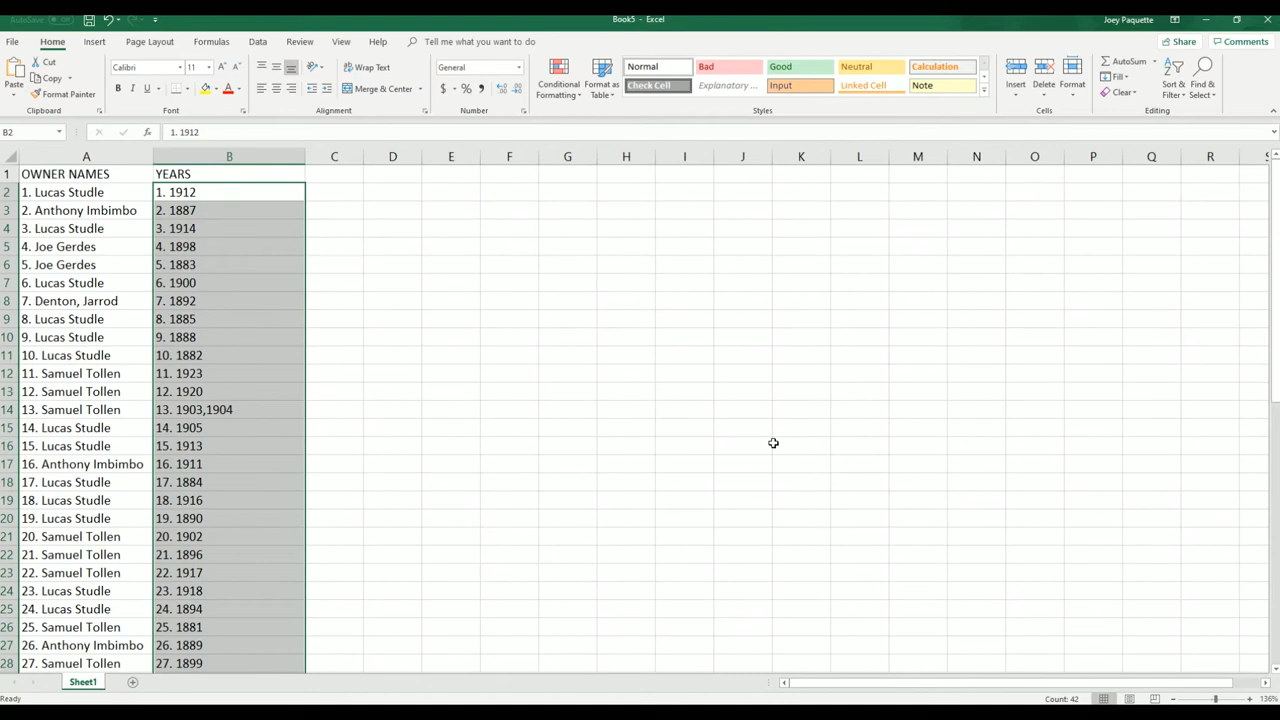 AutoSave Off Book5 - Excel Joey Paquette
File Home Insert Page Layout Formulas Data Review View Help Tell me what you want to do Share Comments
Paste Cut Copy Format Painter Clipboard
Calibri 11 B I U A Font
Wrap Text Merge & Center Alignment
General $ % , Number
Conditional Formatting Format as Table
Normal Bad Good Neutral Calculation
Check Cell Explanatory ... Input Linked Cell Note
Styles
Insert Delete Format Cells
AutoSum Fill Clear Sort & Filter Find & Select Editing
B2 fx 1. 1912
A B C D E F G H I J K L M N O P Q R S
1 OWNER NAMES YEARS
2 1. Lucas Studle 1. 1912
3 2. Anthony Imbimbo 2. 1887
4 3. Lucas Studle 3. 1914
5 4. Joe Gerdes 4. 1898
6 5. Joe Gerdes 5. 1883
7 6. Lucas Studle 6. 1900
8 7. Denton, Jarrod 7. 1892
9 8. Lucas Studle 8. 1885
10 9. Lucas Studle 9. 1888
11 10. Lucas Studle 10. 1882
12 11. Samuel Tollen 11. 1923
13 12. Samuel Tollen 12. 1920
14 13. Samuel Tollen 13. 1903,1904
15 14. Lucas Studle 14. 1905
16 15. Lucas Studle 15. 1913
17 16. Anthony Imbimbo 16. 1911
18 17. Lucas Studle 17. 1884
19 18. Lucas Studle 18. 1916
20 19. Lucas Studle 19. 1890
21 20. Samuel Tollen 20. 1902
22 21. Samuel Tollen 21. 1896
23 22. Samuel Tollen 22. 1917
24 23. Lucas Studle 23. 1918
25 24. Lucas Studle 24. 1894
26 25. Samuel Tollen 25. 1881
27 26. Anthony Imbimbo 26. 1889
28 27. Samuel Tollen 27. 1899
Sheet1
Ready Count: 42 136%